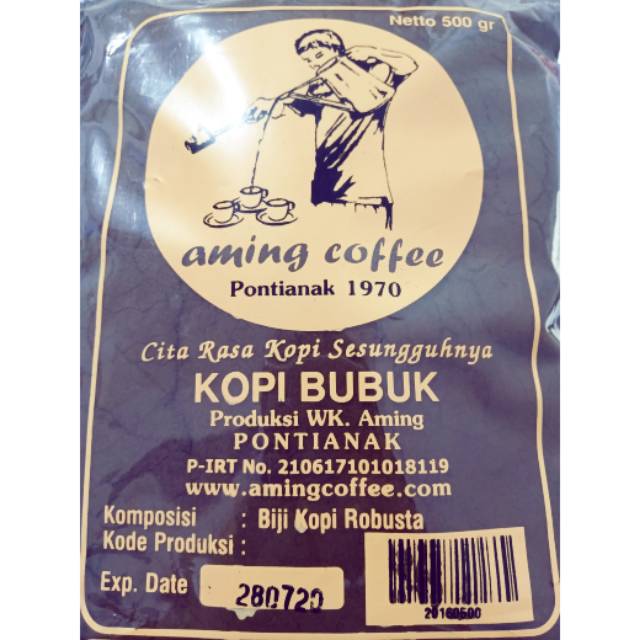 Netto 500 gr
aming coffee
Pontianak 1970
Cita Rasa Kopi Sesungguhnya
KOPI BUBUK
Produksi WK. Aming
PONTIANAK
P-IRT No. 210617101018119
www.amingcoffee.com
Komposisi : Biji Kopi Robusta
Kode Produksi :
Exp. Date 280720
20160500